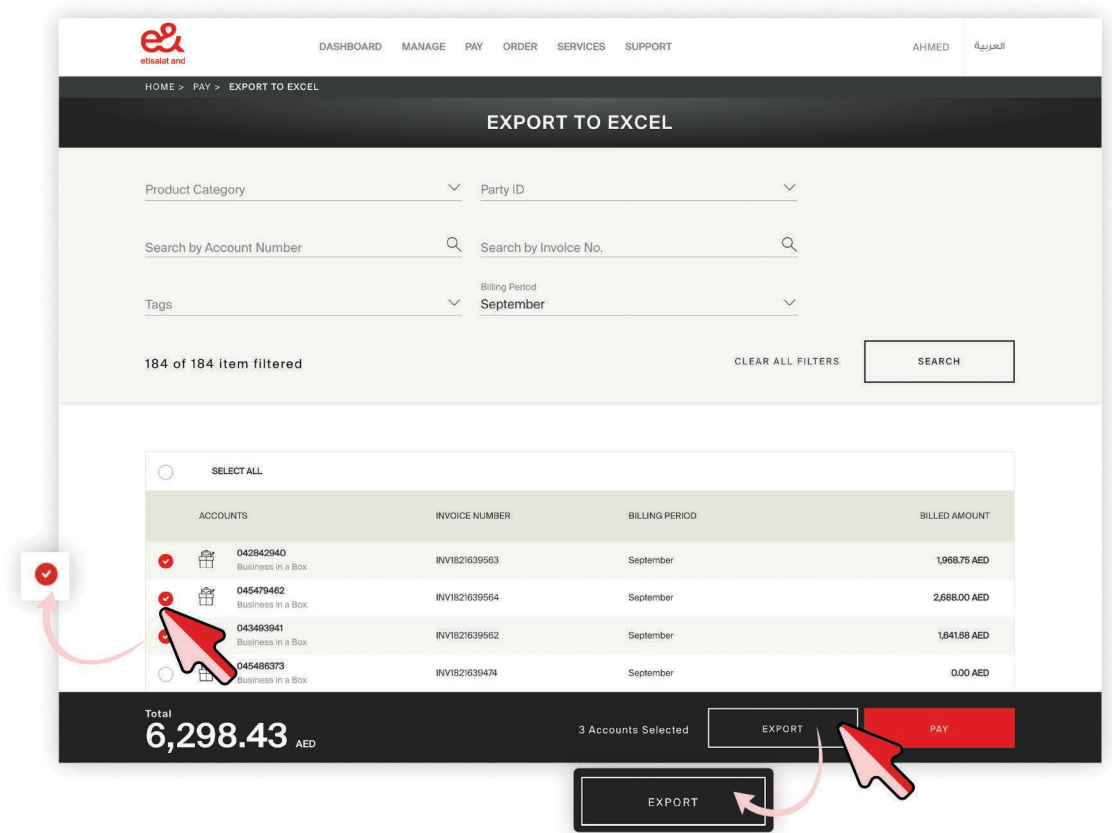 e&
etisalat and
DASHBOARD MANAGE PAY ORDER SERVICES SUPPORT AHMED العربية
HOME > PAY > EXPORT TO EXCEL
EXPORT TO EXCEL
Product Category Party ID
Search by Account Number Search by Invoice No.
Billing Period
Tags September
184 of 184 item filtered CLEAR ALL FILTERS SEARCH
SELECT ALL
ACCOUNTS INVOICE NUMBER BILLING PERIOD BILLED AMOUNT
042842940
Business in a Box INV1821639563 September 1,968.75 AED
045479462
Business in a Box INV1821639564 September 2,688.00 AED
043493941
Business in a Box INV1821639562 September 1,641.68 AED
045486373
Business in a Box INV1821639474 September 0.00 AED
Total
6,298.43 AED 3 Accounts Selected EXPORT PAY
EXPORT